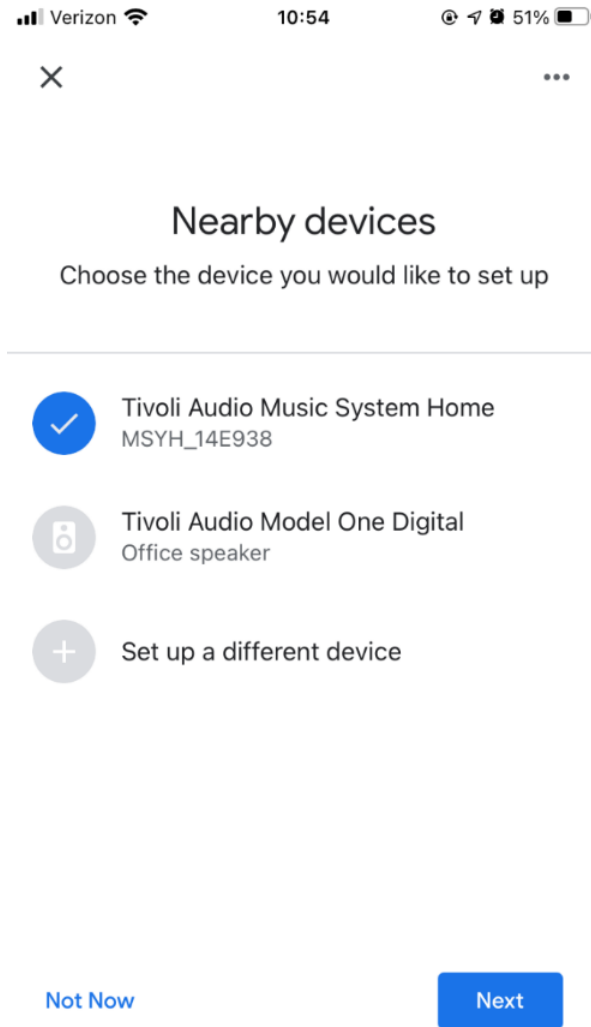 Verizon 10:54 51%
Nearby devices
Choose the device you would like to set up
Tivoli Audio Music System Home
MSYH_14E938
Tivoli Audio Model One Digital
Office speaker
Set up a different device
Not Now Next